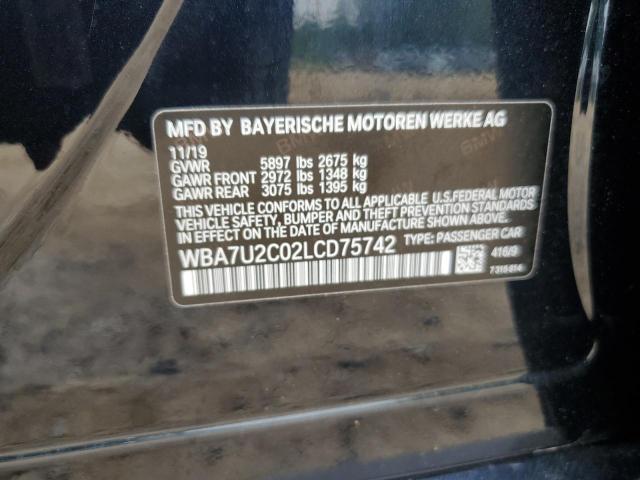 MFD BY BAYERISCHE MOTOREN WERKE AG
11/19
GVWR 5897 lbs 2675 kg
GAWR FRONT 2972 lbs 1348 kg
GAWR REAR 3075 lbs 1395 kg
THIS VEHICLE CONFORMS TO ALL APPLICABLE U.S.FEDERAL MOTOR
VEHICLE SAFETY, BUMPER AND THEFT PREVENTION STANDARDS
IN EFFECT ON THE DATE OF MANUFACTURE SHOWN ABOVE.
WBA7U2C02LCD75742 TYPE: PASSENGER CAR
416/9
7316814